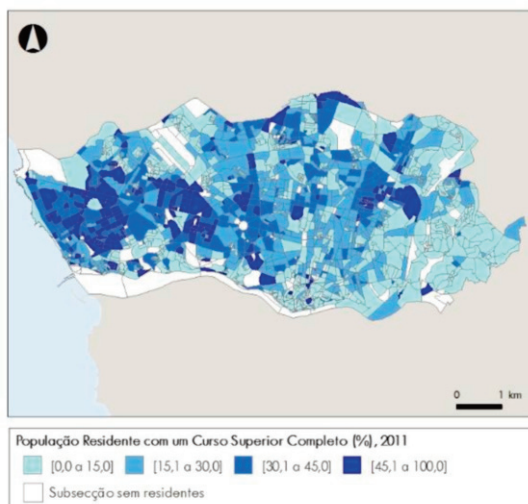 0 1 km
População Residente com um Curso Superior Completo (%), 2011
[0,0 a 15,0] [15,1 a 30,0] [30,1 a 45,0] [45,1 a 100,0]
Subsecção sem residentes